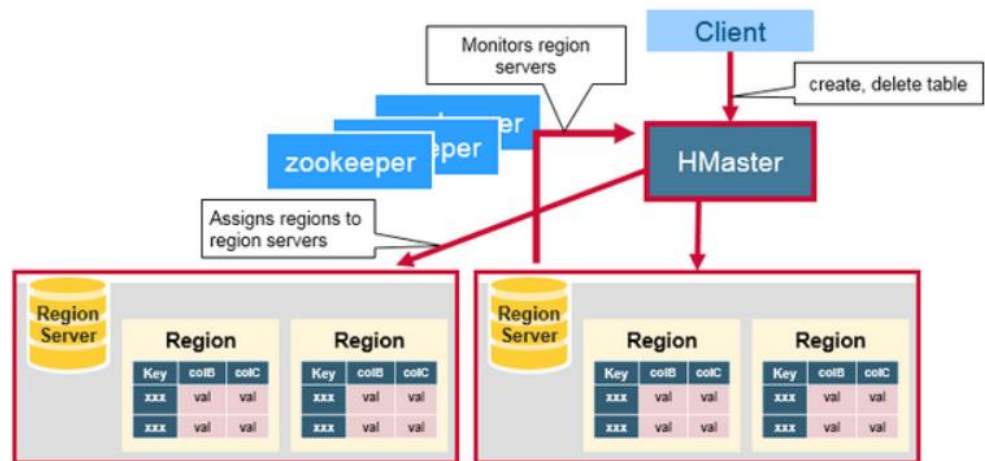 Client
Monitors region
servers
create, delete table
er
eper
zookeeper
HMaster
Assigns regions to
region servers
Region
Server
Region
Key colB colC
xxx val val
xxx val val
Region
Key colB colC
xxx val val
xxx val val
Region
Server
Region
Key colB colC
xxx val val
xxx val val
Region
Key colB colC
xxx val val
xxx val val